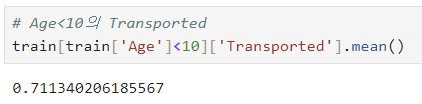 # Age<10의 Transported
train[train['Age']<10]['Transported'].mean()
0.711340206185567